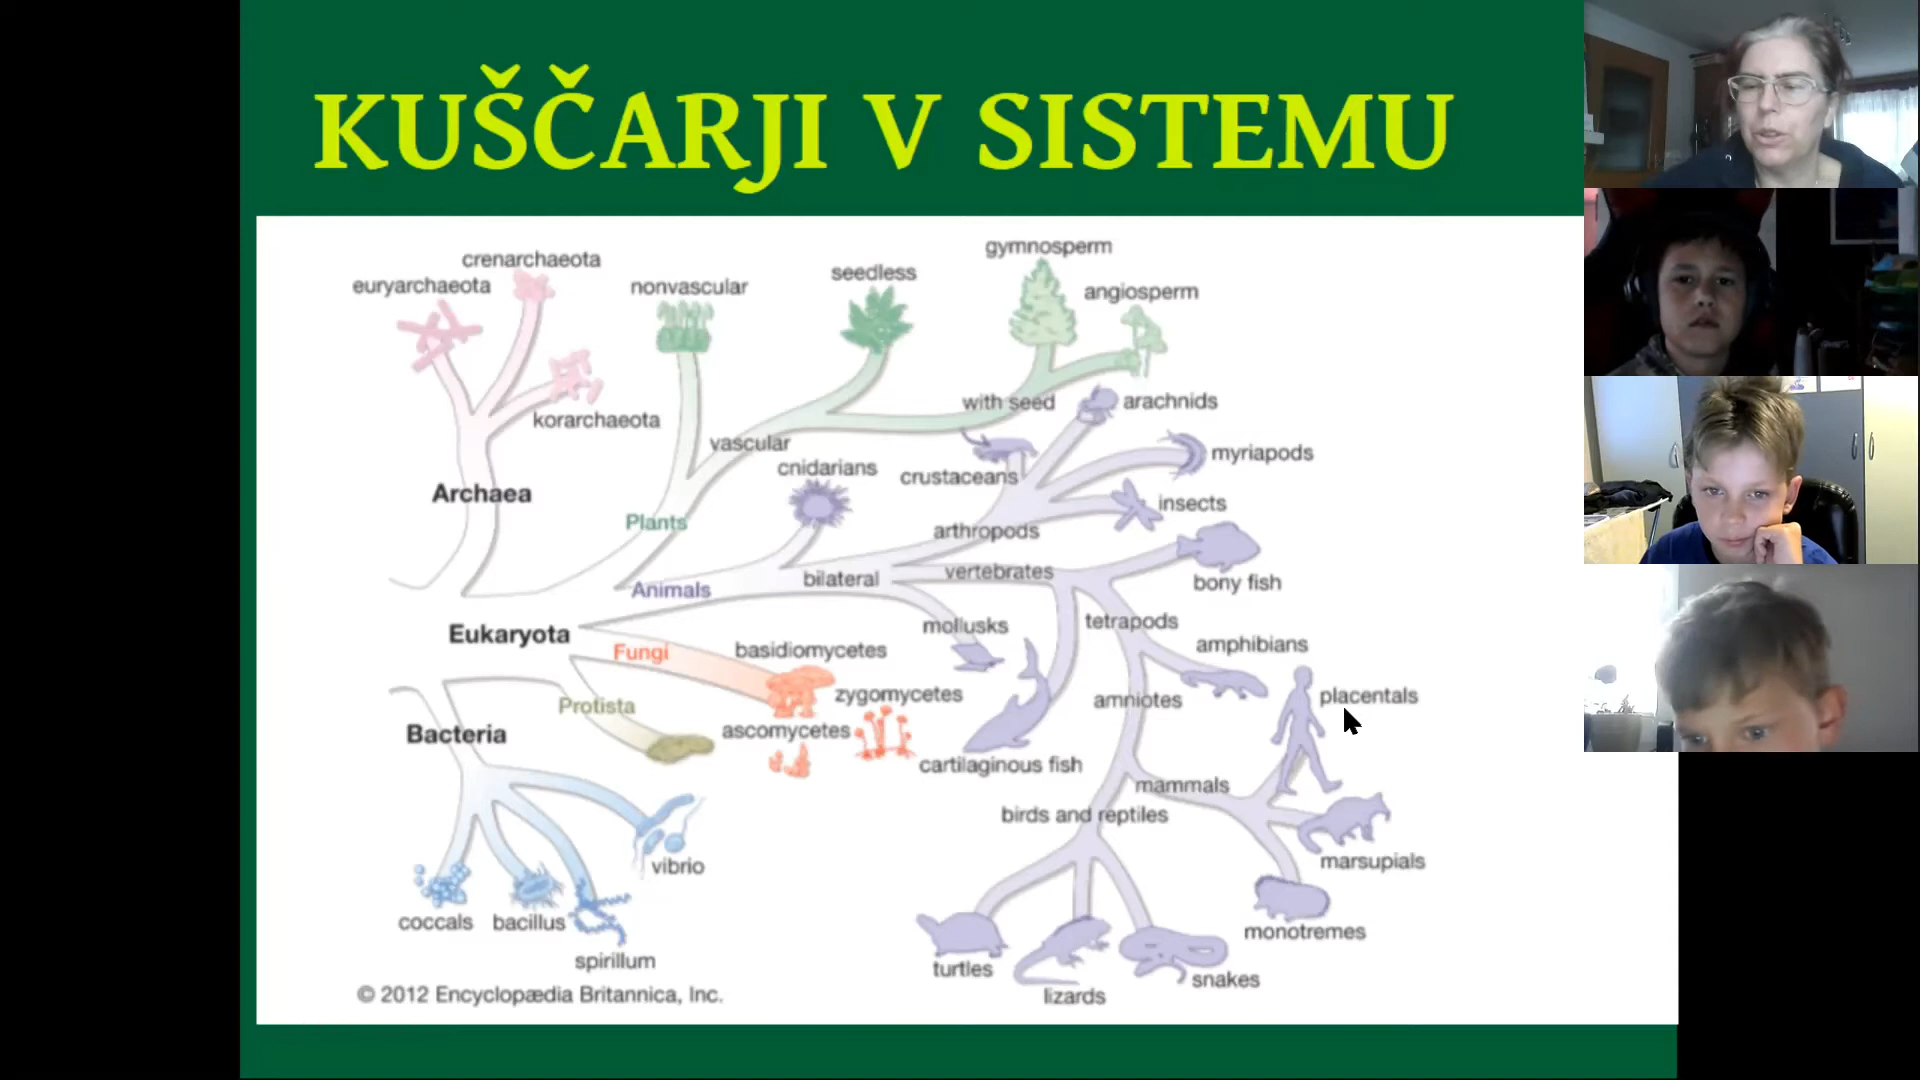 KUŠČARJI V SISTEMU
gymnosperm
crenarchaeota
seedless
euryarchaeota
nonvascular
angiosperm
with seed
arachnids
korarchaeota
vascular
myriapods
cnidarians
crustaceans
Archaea
insects
Plants
arthropods
vertebrates
bilateral
bony fish
Animals
mollusks
tetrapods
Eukaryota
amphibians
Fungi
basidiomycetes
zygomycetes
placentals
amniotes
Protista
ascomycetes
Bacteria
cartilaginous fish
mammals
birds and reptiles
marsupials
vibrio
coccals
bacillus
monotremes
spirillum
turtles
snakes
lizards
© 2012 Encyclopædia Britannica, Inc.